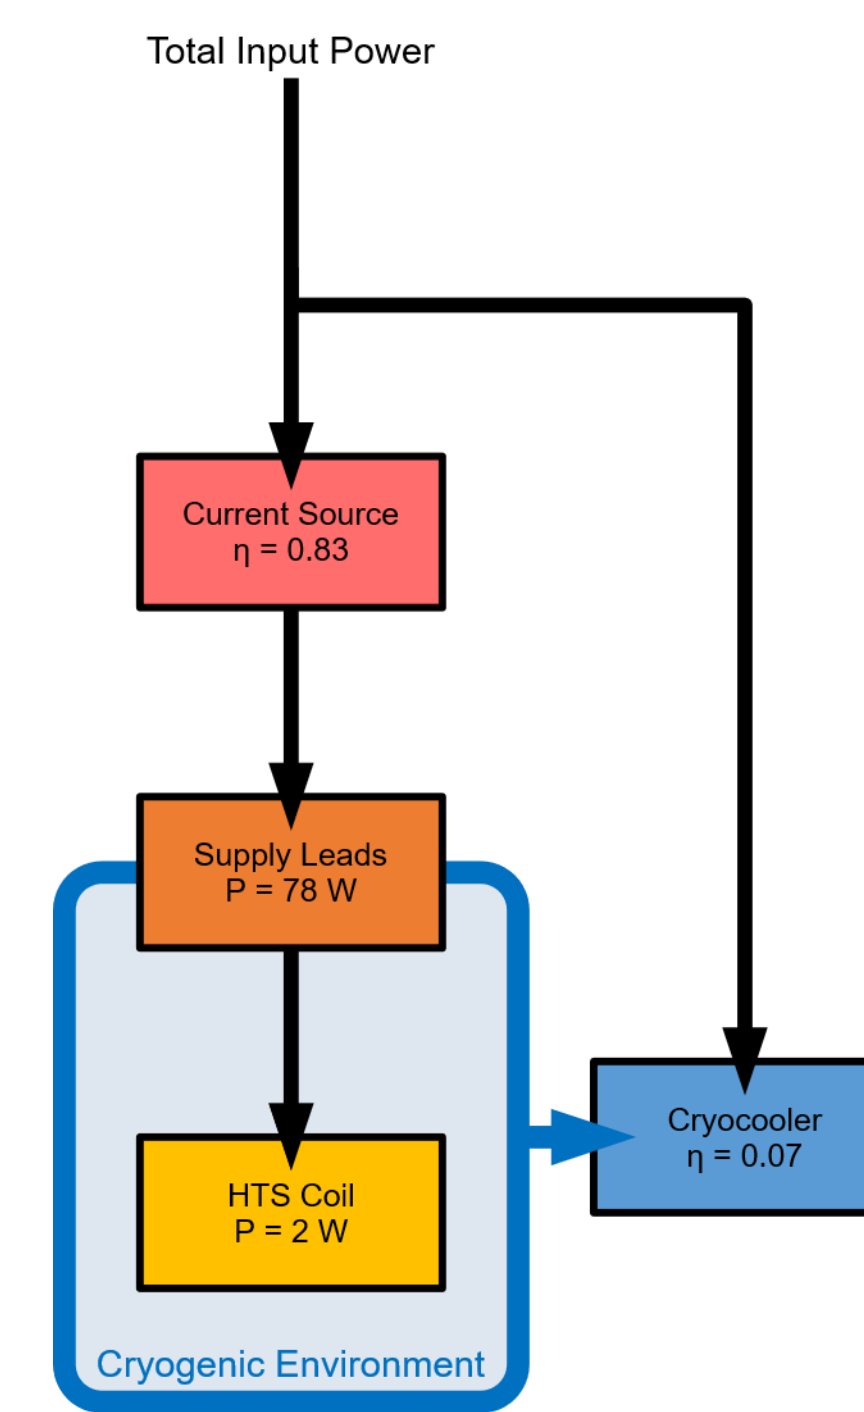 Total Input Power
Current Source
η = 0.83
Supply Leads
P = 78 W
HTS Coil
P = 2 W
Cryogenic Environment
Cryocooler
η = 0.07